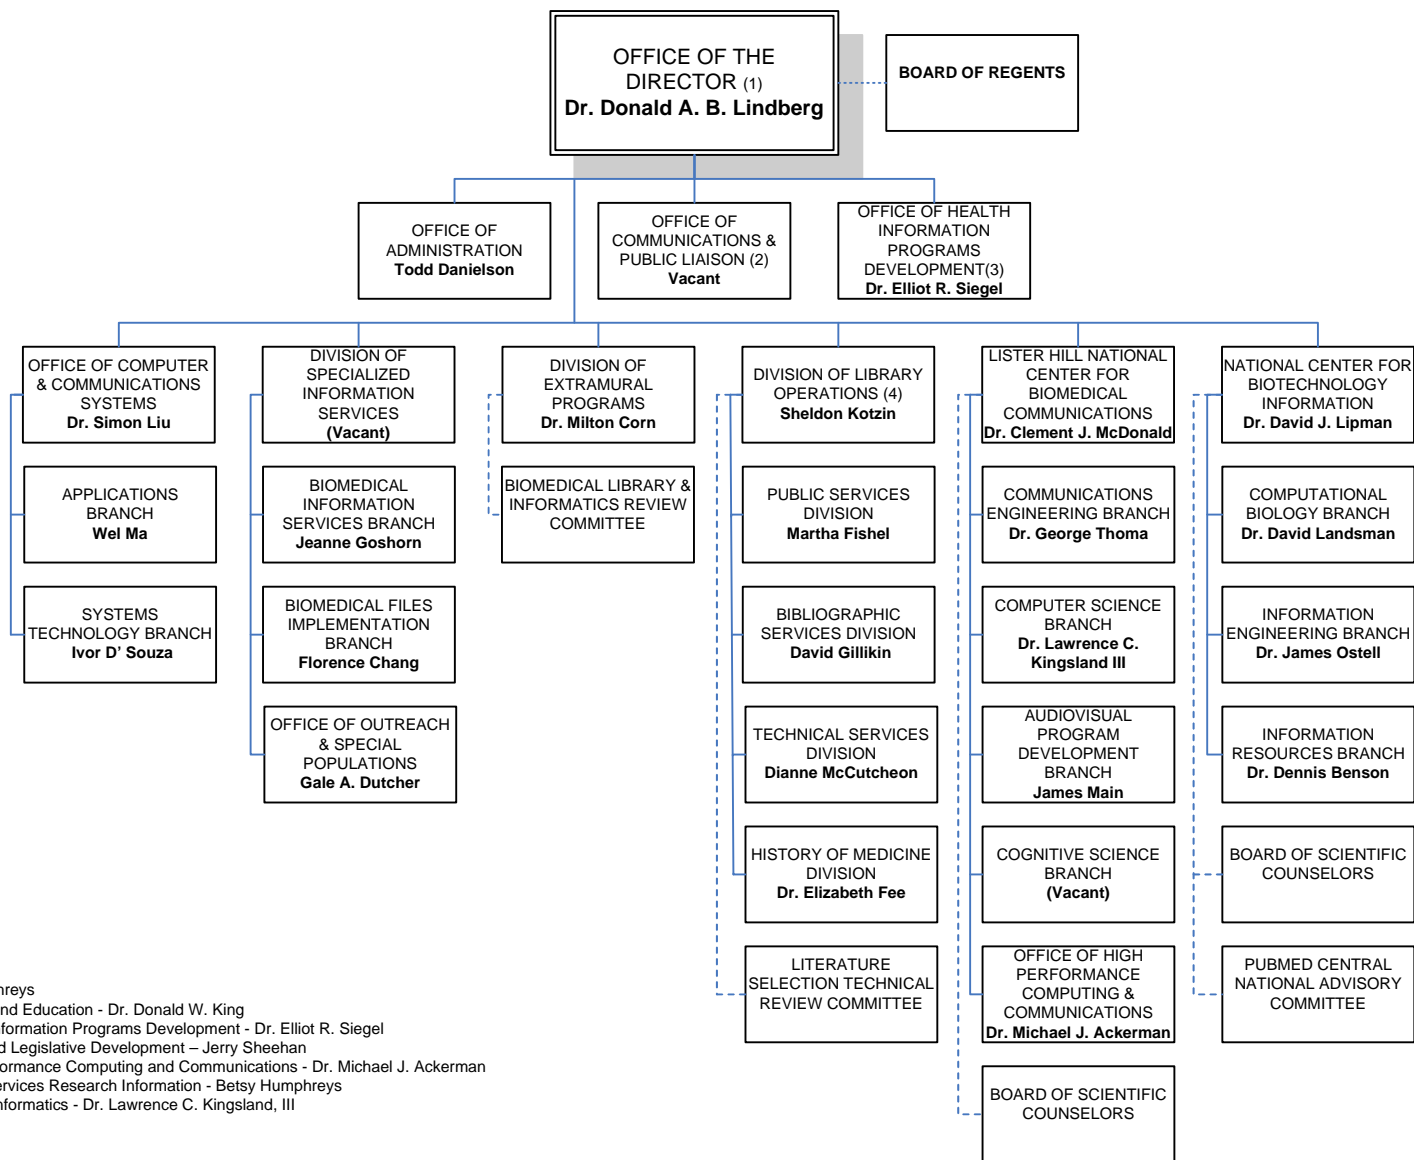 OFFICE OF THE
DIRECTOR (1)
Dr. Donald A. B. Lindberg
BOARD OF REGENTS
OFFICE OF
ADMINISTRATION
Todd Danielson
OFFICE OF
COMMUNICATIONS &
PUBLIC LIAISON (2)
Vacant
OFFICE OF HEALTH
INFORMATION
PROGRAMS
DEVELOPMENT(3)
Dr. Elliot R. Siegel
OFFICE OF COMPUTER
& COMMUNICATIONS
SYSTEMS
Dr. Simon Liu
APPLICATIONS
BRANCH
Wel Ma
SYSTEMS
TECHNOLOGY BRANCH
Ivor D' Souza
DIVISION OF
SPECIALIZED
INFORMATION
SERVICES
(Vacant)
BIOMEDICAL
INFORMATION
SERVICES BRANCH
Jeanne Goshorn
BIOMEDICAL FILES
IMPLEMENTATION
BRANCH
Florence Chang
OFFICE OF OUTREACH
& SPECIAL
POPULATIONS
Gale A. Dutcher
DIVISION OF
EXTRAMURAL
PROGRAMS
Dr. Milton Corn
BIOMEDICAL LIBRARY &
INFORMATICS REVIEW
COMMITTEE
DIVISION OF LIBRARY
OPERATIONS (4)
Sheldon Kotzin
PUBLIC SERVICES
DIVISION
Martha Fishel
BIBLIOGRAPHIC
SERVICES DIVISION
David Gillikin
TECHNICAL SERVICES
DIVISION
Dianne McCutcheon
HISTORY OF MEDICINE
DIVISION
Dr. Elizabeth Fee
LITERATURE
SELECTION TECHNICAL
REVIEW COMMITTEE
LISTER HILL NATIONAL
CENTER FOR
BIOMEDICAL
COMMUNICATIONS
Dr. Clement J. McDonald
COMMUNICATIONS
ENGINEERING BRANCH
Dr. George Thoma
COMPUTER SCIENCE
BRANCH
Dr. Lawrence C.
Kingsland III
AUDIOVISUAL
PROGRAM
DEVELOPMENT
BRANCH
James Main
COGNITIVE SCIENCE
BRANCH
(Vacant)
OFFICE OF HIGH
PERFORMANCE
COMPUTING &
COMMUNICATIONS
Dr. Michael J. Ackerman
BOARD OF SCIENTIFIC
COUNSELORS
NATIONAL CENTER FOR
BIOTECHNOLOGY
INFORMATION
Dr. David J. Lipman
COMPUTATIONAL
BIOLOGY BRANCH
Dr. David Landsman
INFORMATION
ENGINEERING BRANCH
Dr. James Ostell
INFORMATION
RESOURCES BRANCH
Dr. Dennis Benson
BOARD OF SCIENTIFIC
COUNSELORS
PUBMED CENTRAL
NATIONAL ADVISORY
COMMITTEE
hreys
nd Education - Dr. Donald W. King
nformation Programs Development - Dr. Elliot R. Siegel
d Legislative Development – Jerry Sheehan
ormance Computing and Communications - Dr. Michael J. Ackerman
ervices Research Information - Betsy Humphreys
nformatics - Dr. Lawrence C. Kingsland, III